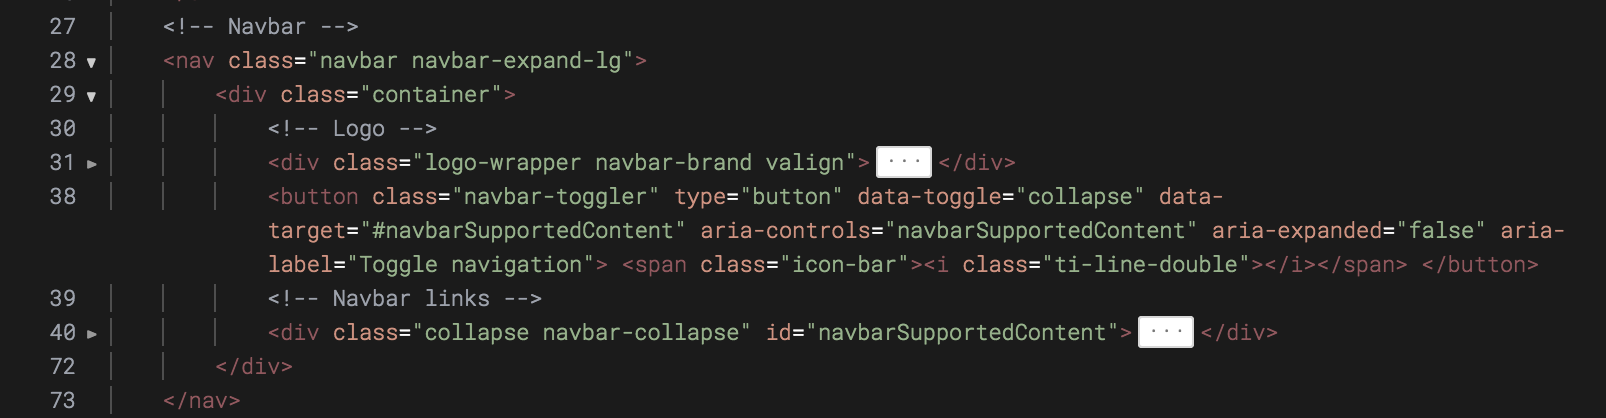 27 <!-- Navbar -->
28 <nav class="navbar navbar-expand-lg">
29 <div class="container">
30 <!-- Logo -->
31 <div class="logo-wrapper navbar-brand valign"> ... </div>
38 <button class="navbar-toggler" type="button" data-toggle="collapse" data-
target="#navbarSupportedContent" aria-controls="navbarSupportedContent" aria-expanded="false" aria-
label="Toggle navigation"> <span class="icon-bar"><i class="ti-line-double"></i></span> </button>
39 <!-- Navbar links -->
40 <div class="collapse navbar-collapse" id="navbarSupportedContent"> ... </div>
72 </div>
73 </nav>